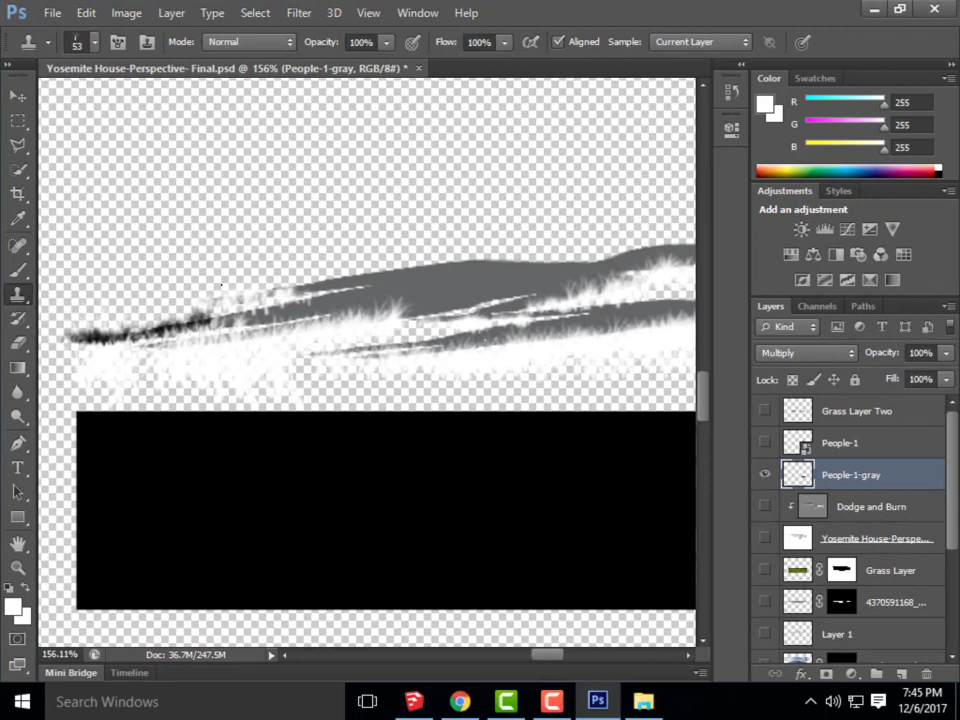 Ps File Edit Image Layer Type Select Filter 3D View Window Help
53 Mode: Normal Opacity: 100% Flow: 100% Aligned Sample: Current Layer
Yosemite House-Perspective- Final.psd @ 156% (People-1-gray, RGB/8#) * ×
Color Swatches
R 255
G 255
B 255
Adjustments Styles
Add an adjustment
Layers Channels Paths
Kind
Multiply Opacity: 100%
Lock: Fill: 100%
Grass Layer Two
People-1
People-1-gray
Dodge and Burn
Yosemite House-Perspe...
Grass Layer
4370591168_...
Layer 1
156.11% Doc: 36.7M/247.5M
Mini Bridge Timeline
Search Windows
Ps
7:45 PM
12/6/2017